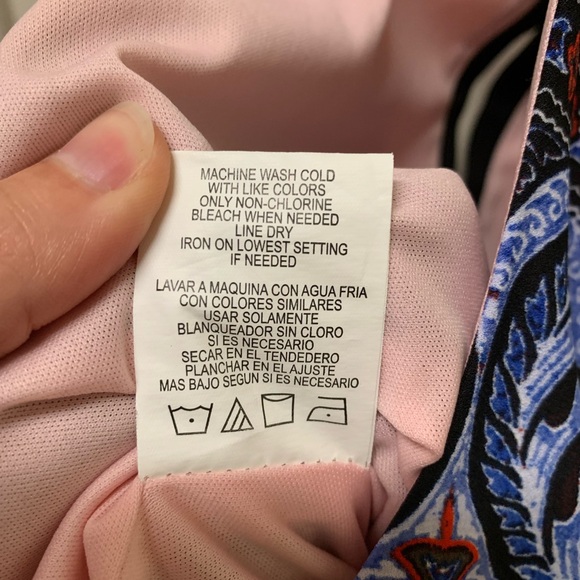 MACHINE WASH COLD
WITH LIKE COLORS
ONLY NON-CHLORINE
BLEACH WHEN NEEDED
LINE DRY
IRON ON LOWEST SETTING
IF NEEDED
LAVAR A MAQUINA CON AGUA FRIA
CON COLORES SIMILARES
USAR SOLAMENTE
BLANQUEADOR SIN CLORO
SI ES NECESARIO
SECAR EN EL TENDEDERO
PLANCHAR EN EL AJUSTE
MAS BAJO SEGUN SI ES NECESARIO